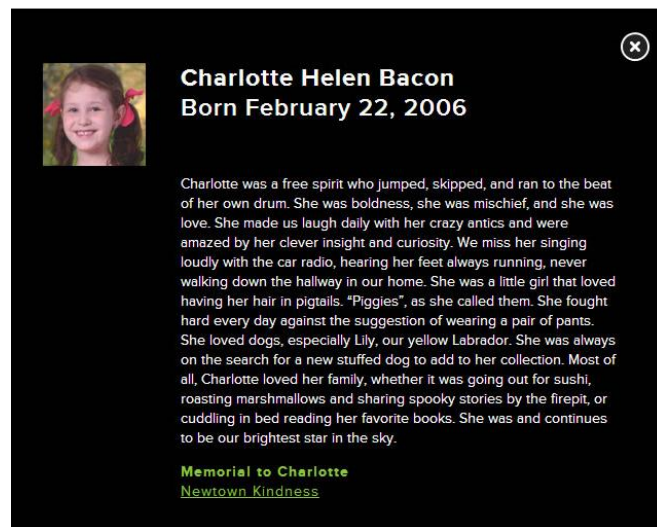 Charlotte Helen Bacon
Born February 22, 2006
Charlotte was a free spirit who jumped, skipped, and ran to the beat
of her own drum. She was boldness, she was mischief, and she was
love. She made us laugh daily with her crazy antics and were
amazed by her clever insight and curiosity. We miss her singing
loudly with the car radio, hearing her feet always running, never
walking down the hallway in our home. She was a little girl that loved
having her hair in pigtails. “Piggies”, as she called them. She fought
hard every day against the suggestion of wearing a pair of pants.
She loved dogs, especially Lily, our yellow Labrador. She was always
on the search for a new stuffed dog to add to her collection. Most of
all, Charlotte loved her family, whether it was going out for sushi,
roasting marshmallows and sharing spooky stories by the firepit, or
cuddling in bed reading her favorite books. She was and continues
to be our brightest star in the sky.
Memorial to Charlotte
Newtown Kindness